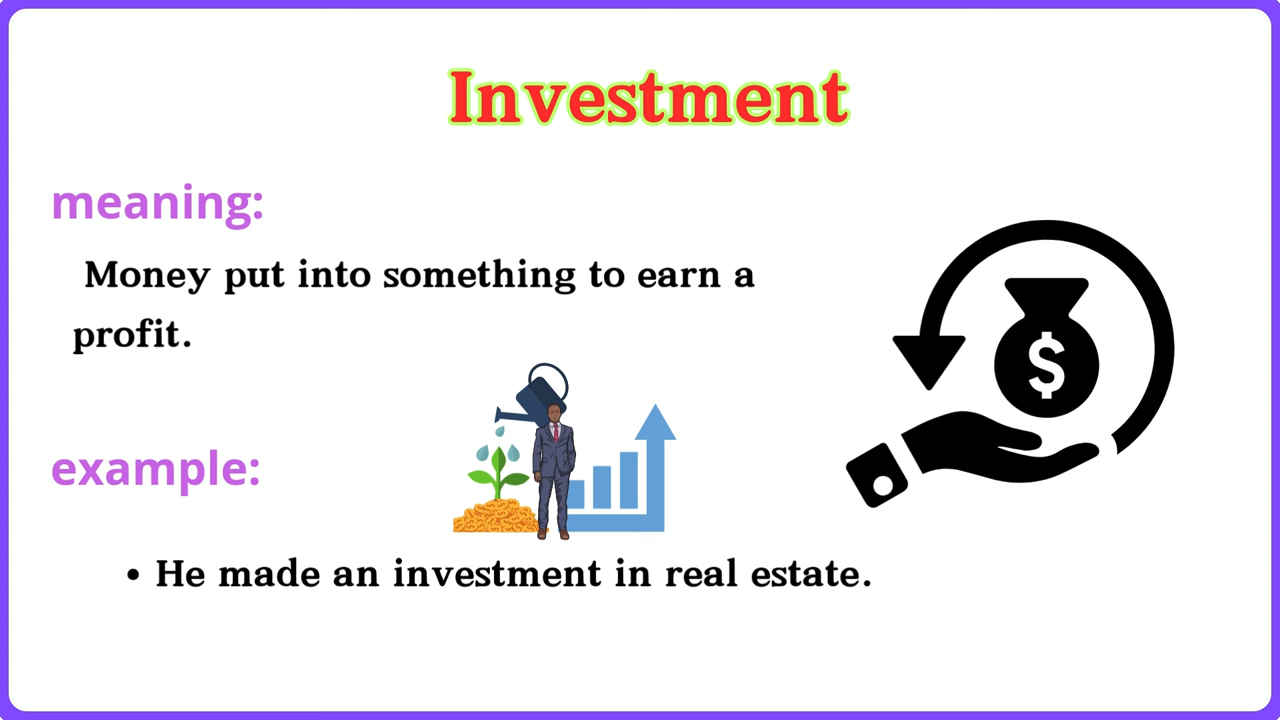 Investment
meaning:
Money put into something to earn a
profit.
$
example:
• He made an investment in real estate.